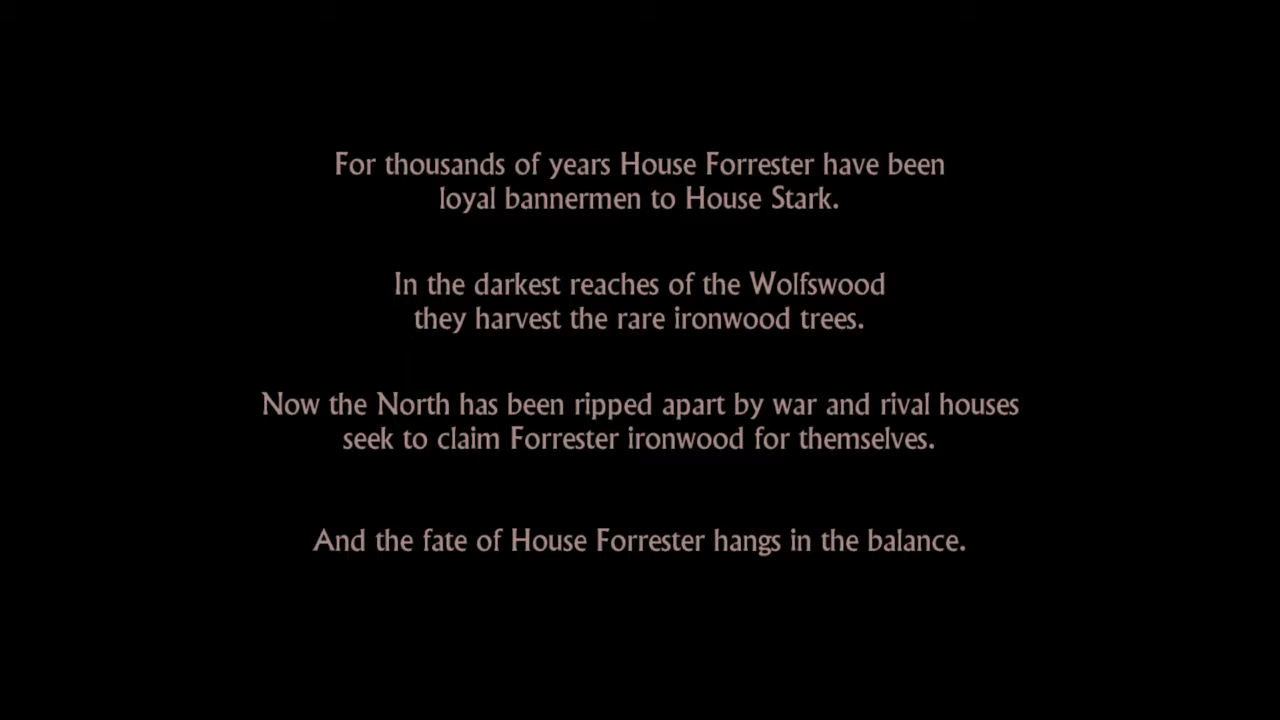 For thousands of years House Forrester have been
loyal bannermen to House Stark.
In the darkest reaches of the Wolfswood
they harvest the rare ironwood trees.
Now the North has been ripped apart by war and rival houses
seek to claim Forrester ironwood for themselves.
And the fate of House Forrester hangs in the balance.